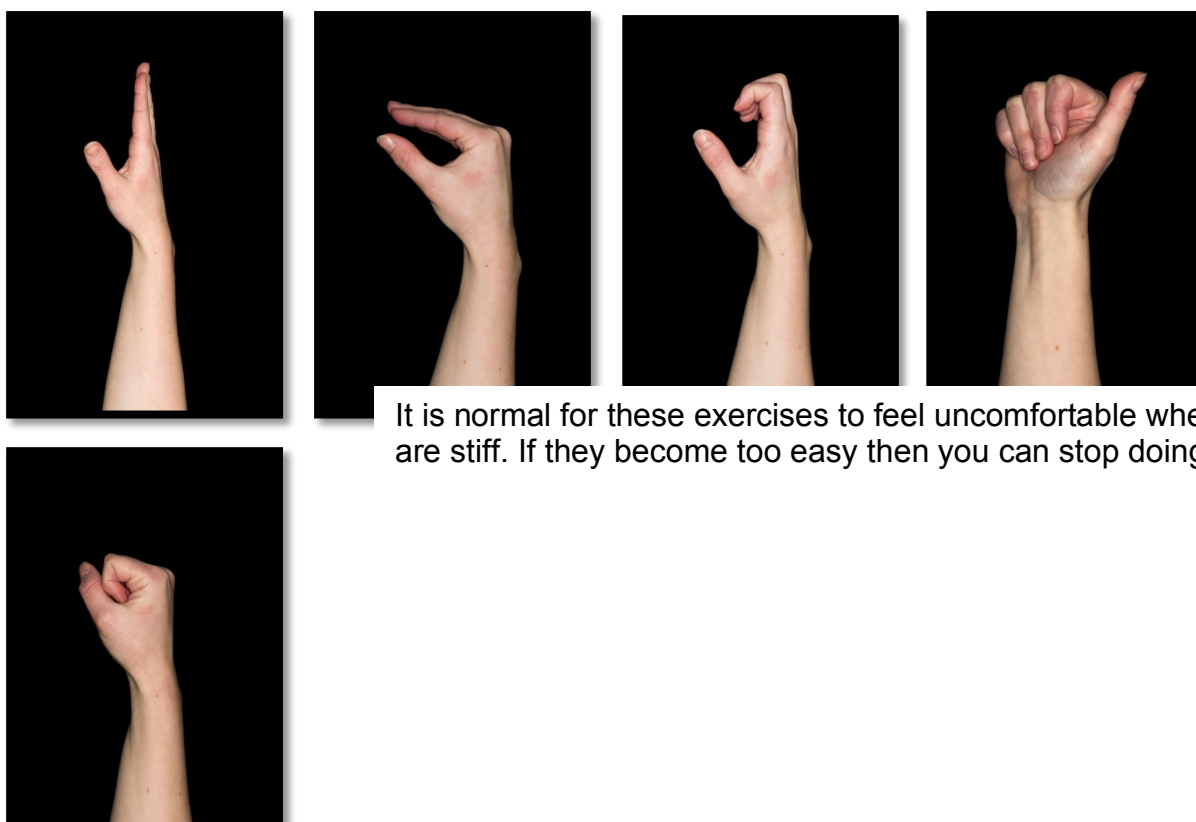 It is normal for these exercises to feel uncomfortable
are stiff. If they become too easy then you can stop